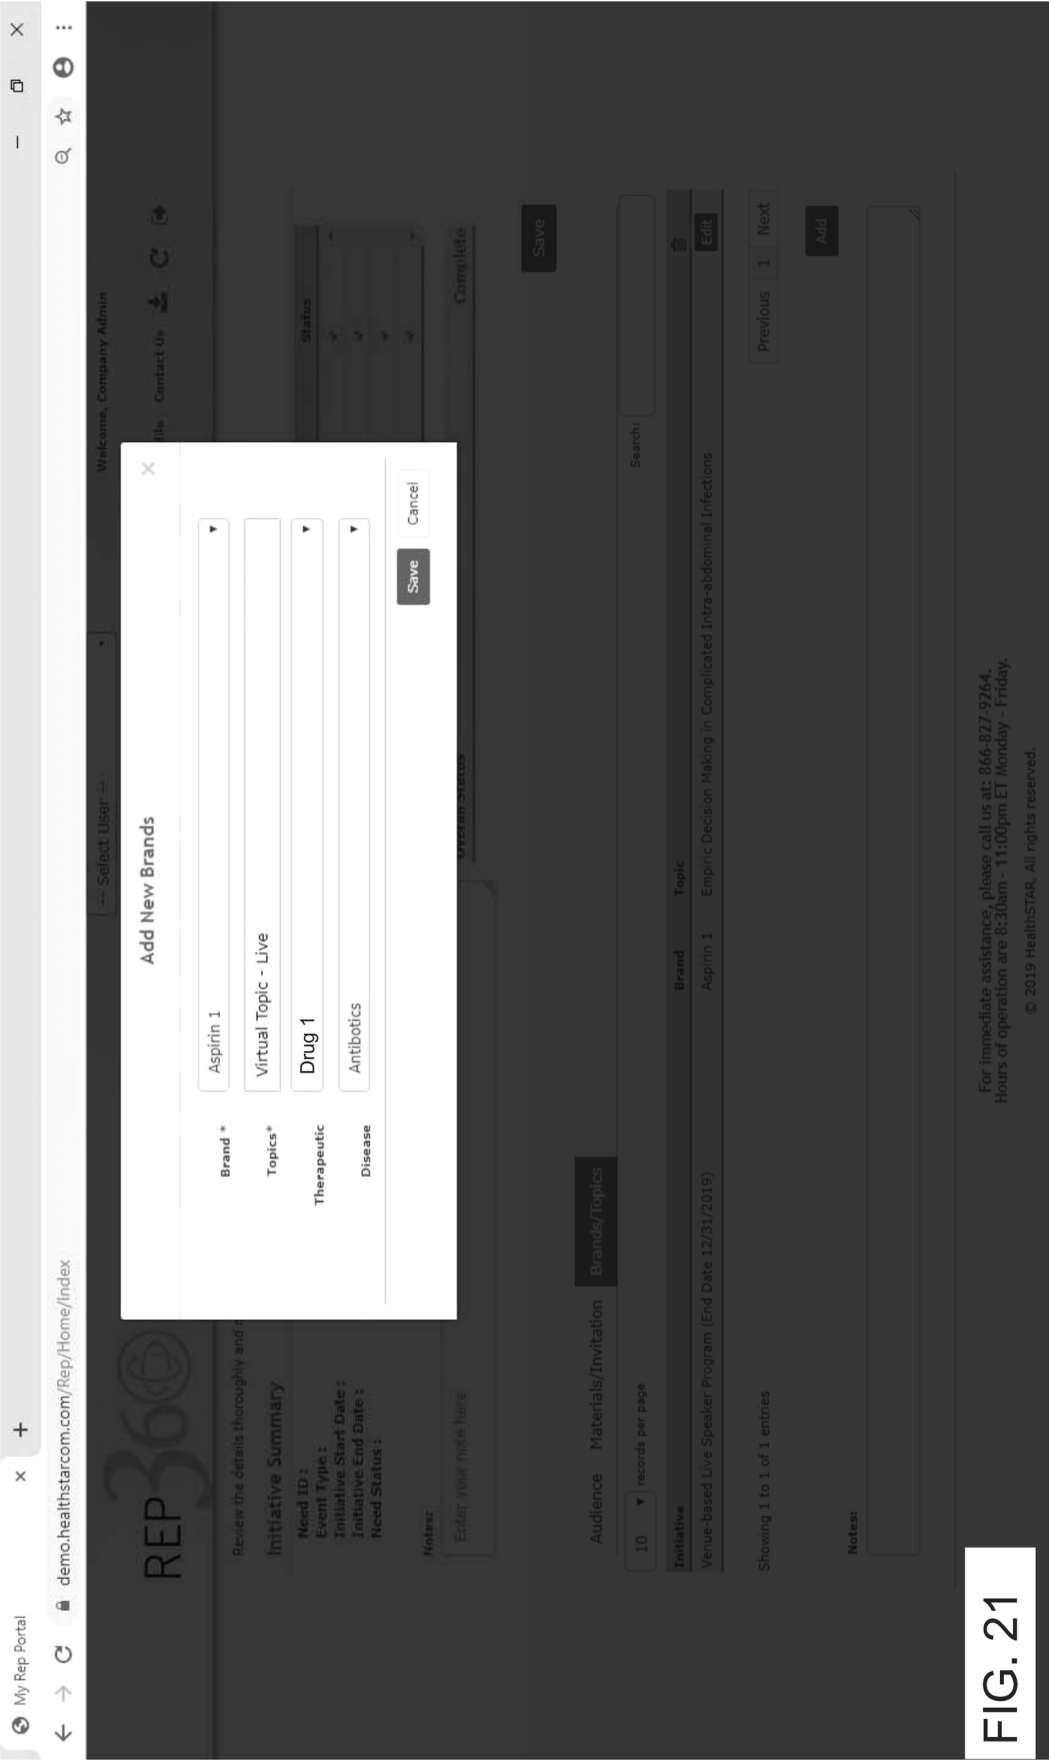 My Rep Portal
demo.healthstarcom.com/Rep/Home/Index
-- Select User --
Welcome, Company Admin
REP 360
Contact Us
Review the details thoroughly and
Initiative Summary
Need ID :
Event Type :
Initiative Start Date :
Initiative End Date :
Need Status :
Status
Notes:
Enter your note here
Overall Status
Complete
Save
Add New Brands
Brand *
Aspirin 1
Topics*
Virtual Topic - Live
Therapeutic
Drug 1
Disease
Antibotics
Save
Cancel
Audience
Materials/Invitation
Brands/Topics
10
records per page
Search:
Initiative
Brand
Topic
Venue-based Live Speaker Program (End Date 12/31/2019)
Aspirin 1
Empiric Decision Making in Complicated Intra-abdominal Infections
Edit
Showing 1 to 1 of 1 entries
Previous
1
Next
Add
Notes:
For immediate assistance, please call us at: 866-827-9264.
Hours of operation are 8:30am - 11:00pm ET Monday - Friday.
© 2019 HealthSTAR, All rights reserved.
FIG. 21